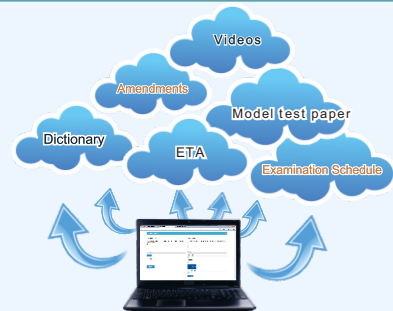 Videos
Amendments
Model test paper
Dictionary
ETA
Examination Schedule